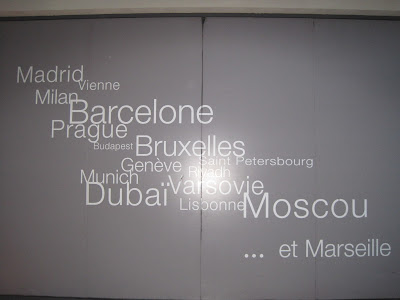 Madrid
Vienne
Milan
Barcelone
Prague
Budapest
Bruxelles
Genève
Saint Petersbourg
Riyadh
Munich
Varsovie
Dubaï
Lisbonne
Moscou
... et Marseille